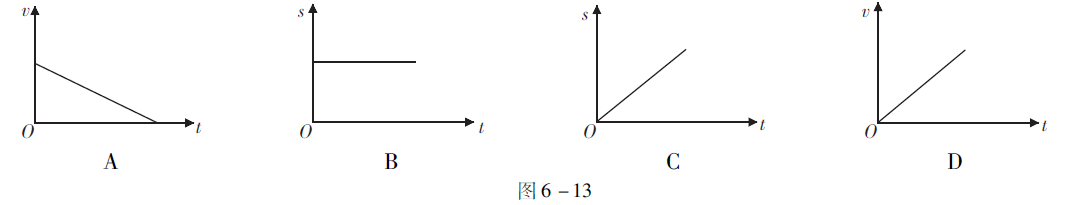 v s s v
O t O t O t O t
A B C D
图 6 – 13